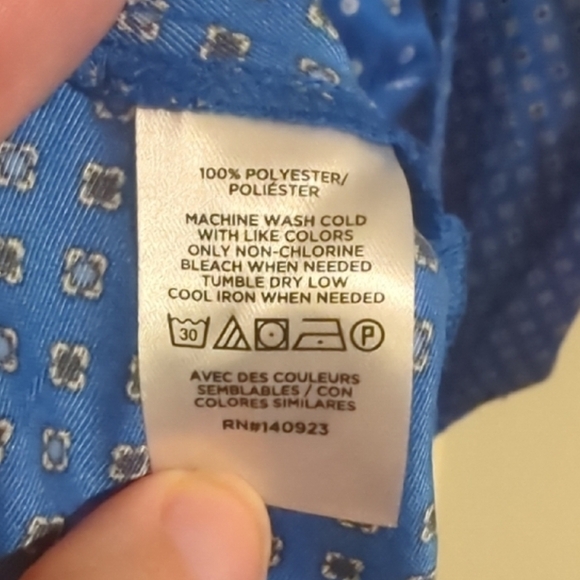 100% POLYESTER/
POLIÉSTER
MACHINE WASH COLD
WITH LIKE COLORS
ONLY NON-CHLORINE
BLEACH WHEN NEEDED
TUMBLE DRY LOW
COOL IRON WHEN NEEDED
30 P
AVEC DES COULEURS
SEMBLABLES / CON
COLORES SIMILARES
RN#140923